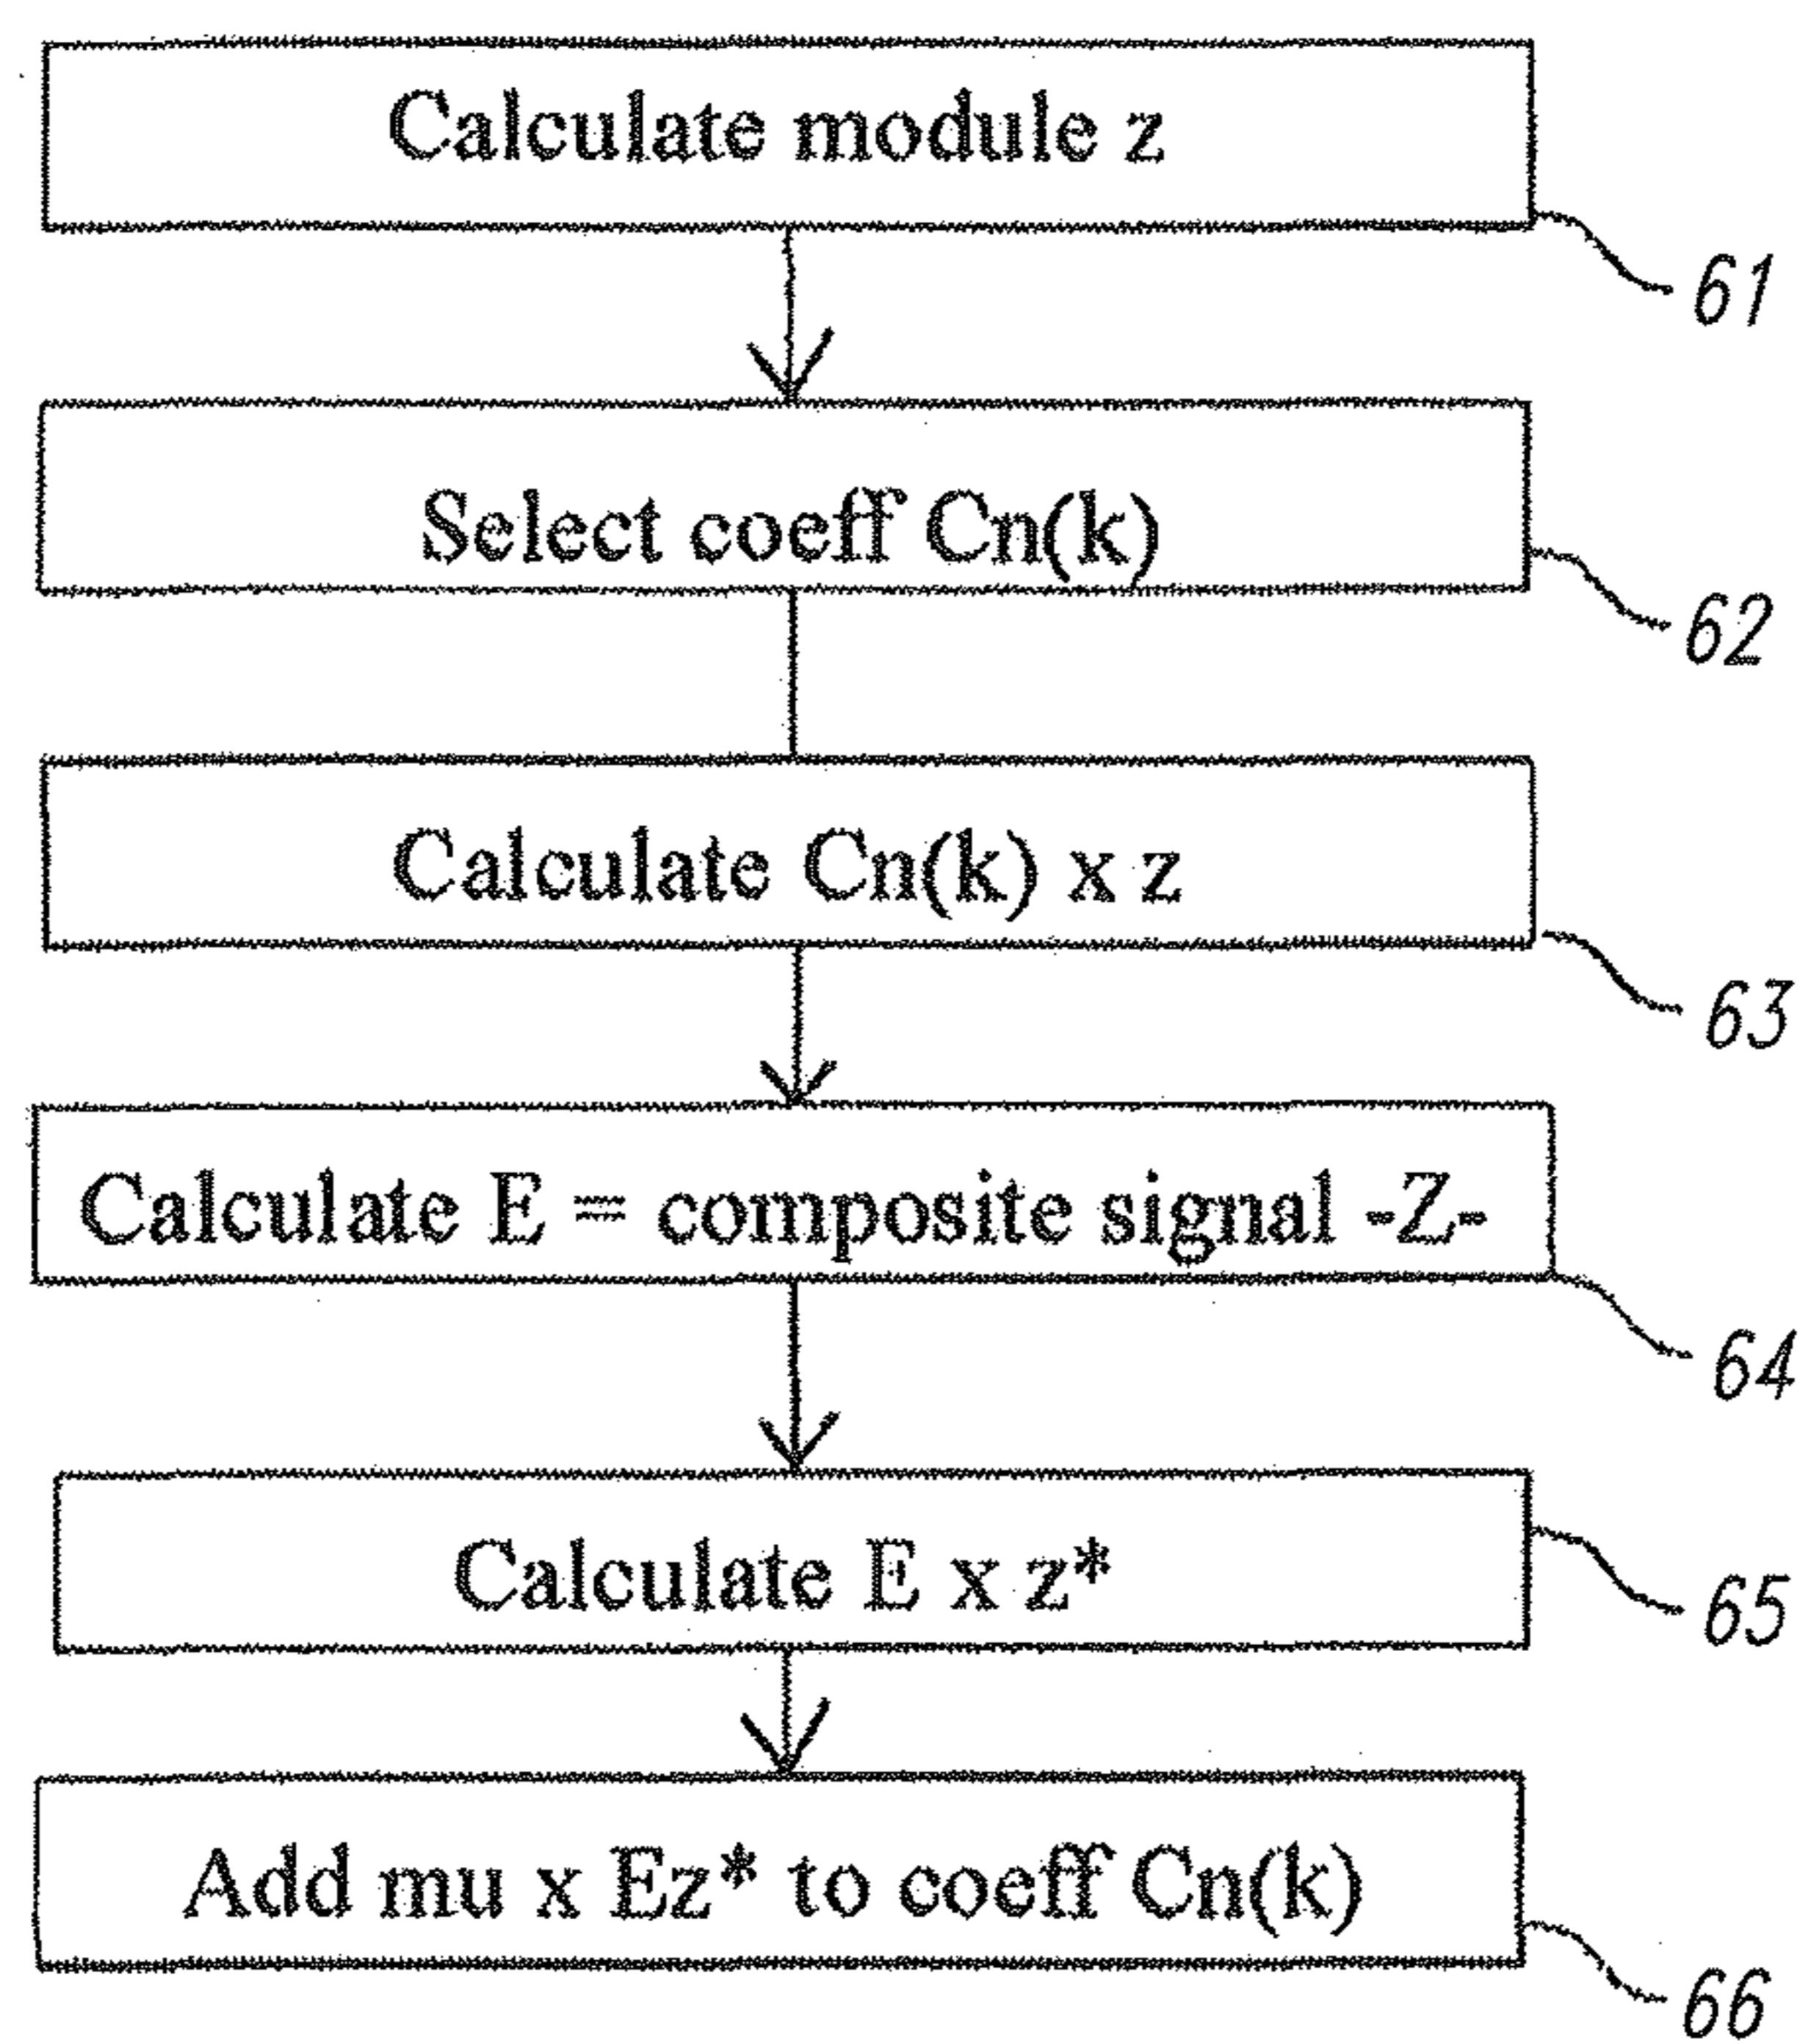 Calculate module z
61
Select coeff Cn(k)
62
Calculate Cn(k) x z
63
Calculate E = composite signal -Z-
64
Calculate E x z*
65
Add mu x Ez* to coeff Cn(k)
66